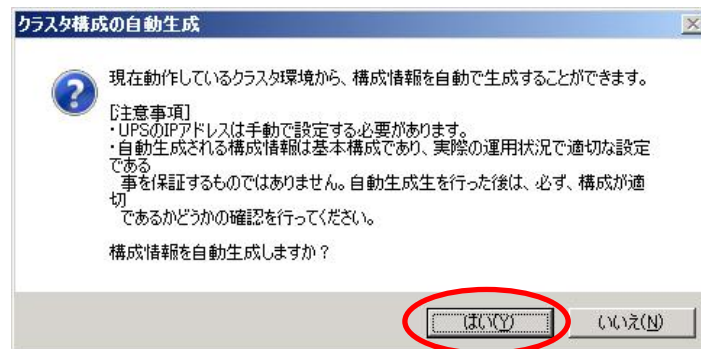 クラスタ構成の自動生成
現在動作しているクラスタ環境から、構成情報を自動で生成することができます。
[注意事項]
・UPSのIPアドレスは手動で設定する必要があります。
・自動生成される構成情報は基本構成であり、実際の運用状況で適切な設定
である
事を保証するものではありません。自動生成生を行った後は、必ず、構成が適
切
であるかどうかの確認を行ってください。
構成情報を自動生成しますか？
はい(Y) いいえ(N)